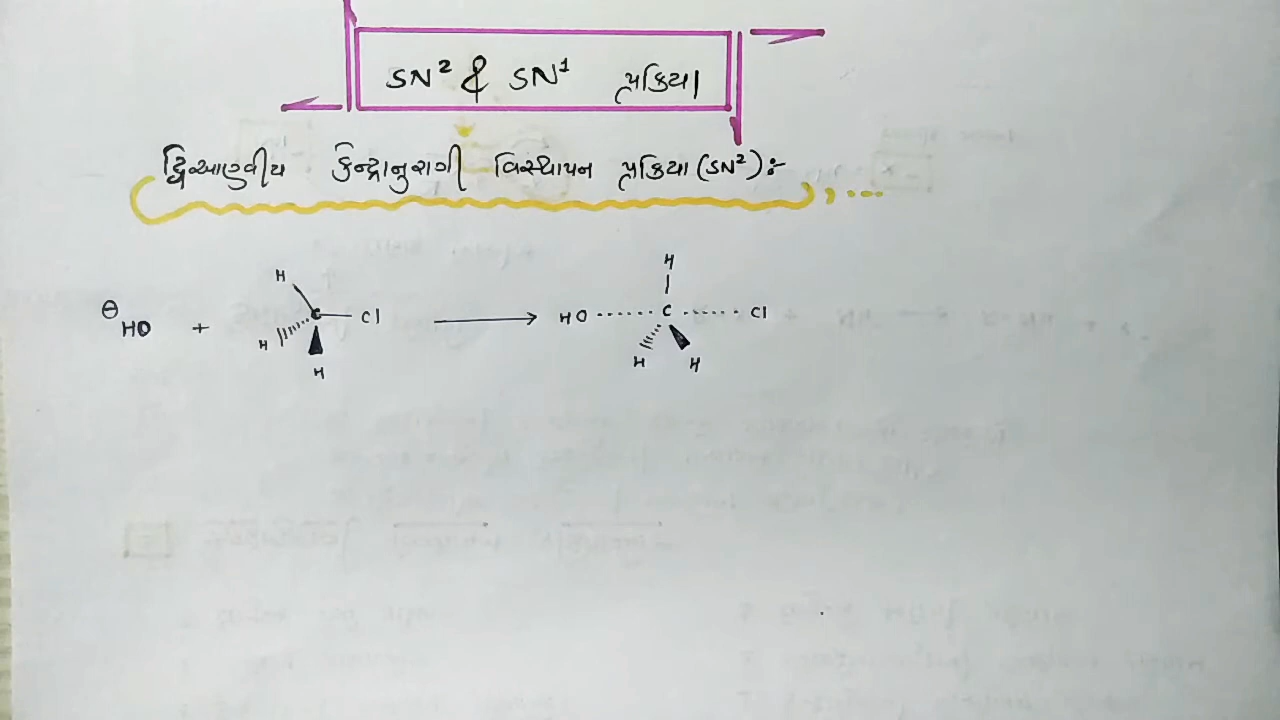 SN² & SN¹ પ્રક્રિયા
દ્વિઆણ્વીય કેન્દ્રાનુરાગી વિસ્થાપન પ્રક્રિયા (SN²):-
H H
⊖HO + C—Cl ⟶ HO······C······Cl
H H H H